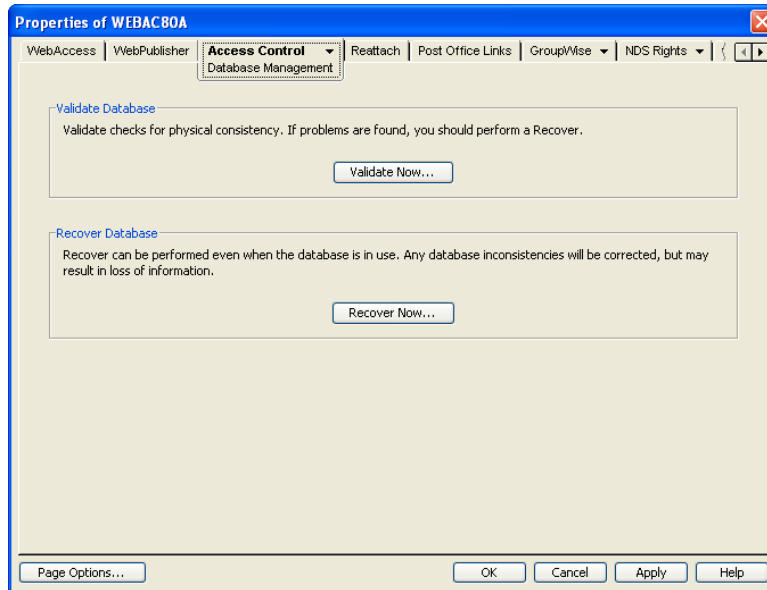 Properties of WEBAC80A
WebAccess WebPublisher Access Control Reattach Post Office Links GroupWise NDS Rights
Database Management
Validate Database
Validate checks for physical consistency. If problems are found, you should perform a Recover.
Validate Now...
Recover Database
Recover can be performed even when the database is in use. Any database inconsistencies will be corrected, but may
result in loss of information.
Recover Now...
Page Options... OK Cancel Apply Help